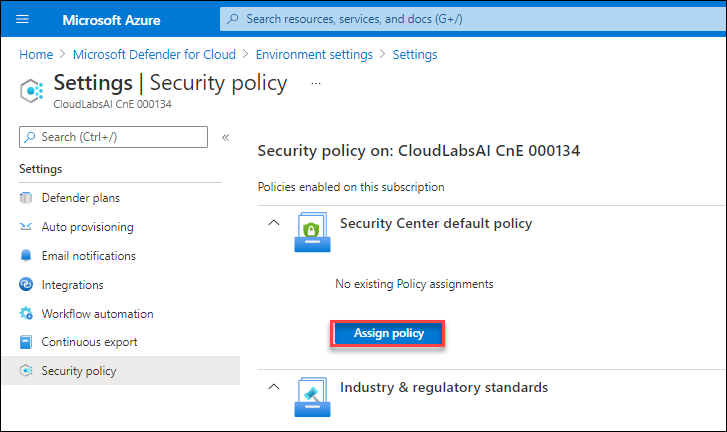 Microsoft Azure
Search resources, services, and docs (G+/)
Home > Microsoft Defender for Cloud > Environment settings > Settings
Settings | Security policy ...
CloudLabsAI CnE 000134
Search (Ctrl+/) «
Settings
Defender plans
Auto provisioning
Email notifications
Integrations
Workflow automation
Continuous export
Security policy
Security policy on: CloudLabsAI CnE 000134
Policies enabled on this subscription
Security Center default policy
No existing Policy assignments
Assign policy
Industry & regulatory standards